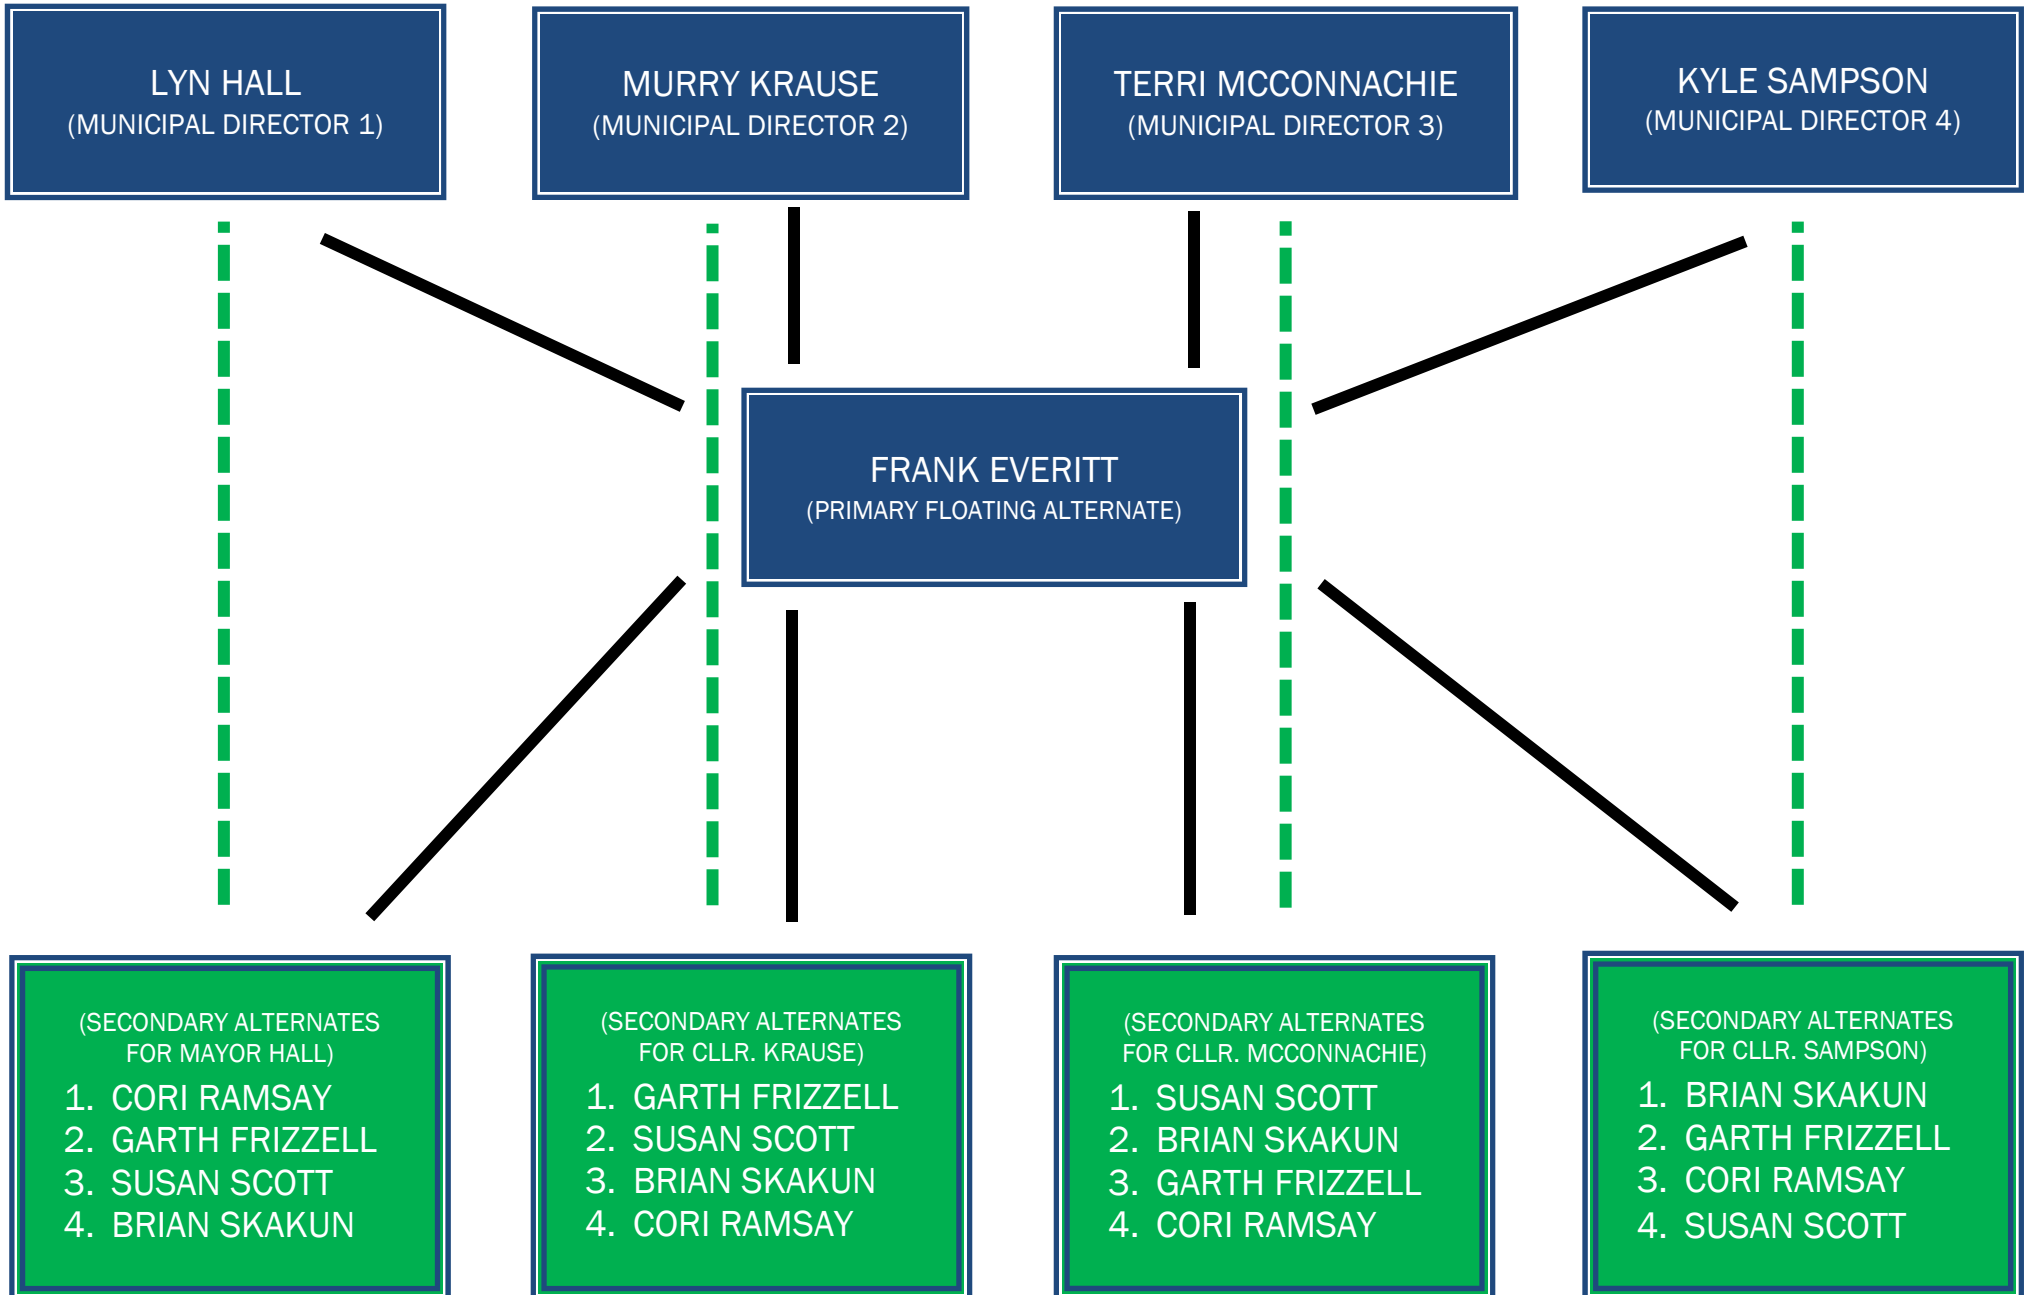 LYN HALL
(MUNICIPAL DIRECTOR 1)
MURRY KRAUSE
(MUNICIPAL DIRECTOR 2)
TERRI MCCONNACHIE
(MUNICIPAL DIRECTOR 3)
KYLE SAMPSON
(MUNICIPAL DIRECTOR 4)
FRANK EVERITT
(PRIMARY FLOATING ALTERNATE)
(SECONDARY ALTERNATES
FOR MAYOR HALL)
1. CORI RAMSAY
2. GARTH FRIZZELL
3. SUSAN SCOTT
4. BRIAN SKAKUN
(SECONDARY ALTERNATES
FOR CLLR. KRAUSE)
1. GARTH FRIZZELL
2. SUSAN SCOTT
3. BRIAN SKAKUN
4. CORI RAMSAY
(SECONDARY ALTERNATES
FOR CLLR. MCCONNACHIE)
1. SUSAN SCOTT
2. BRIAN SKAKUN
3. GARTH FRIZZELL
4. CORI RAMSAY
(SECONDARY ALTERNATES
FOR CLLR. SAMPSON)
1. BRIAN SKAKUN
2. GARTH FRIZZELL
3. CORI RAMSAY
4. SUSAN SCOTT